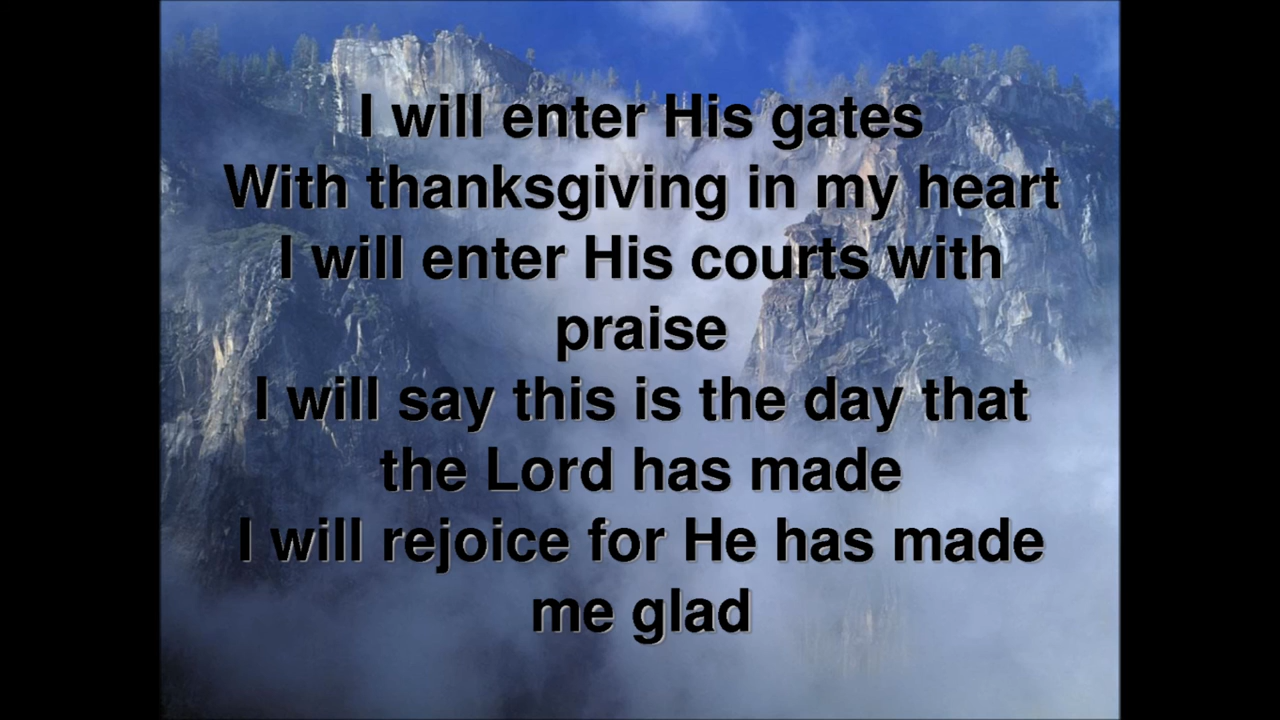 I will enter His gates
With thanksgiving in my heart
I will enter His courts with
praise
I will say this is the day that
the Lord has made
I will rejoice for He has made
me glad